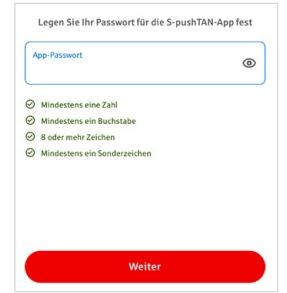 Legen Sie Ihr Passwort für die S-pushTAN-App fest
App-Passwort
Mindestens eine Zahl
Mindestens ein Buchstabe
8 oder mehr Zeichen
Mindestens ein Sonderzeichen
Weiter